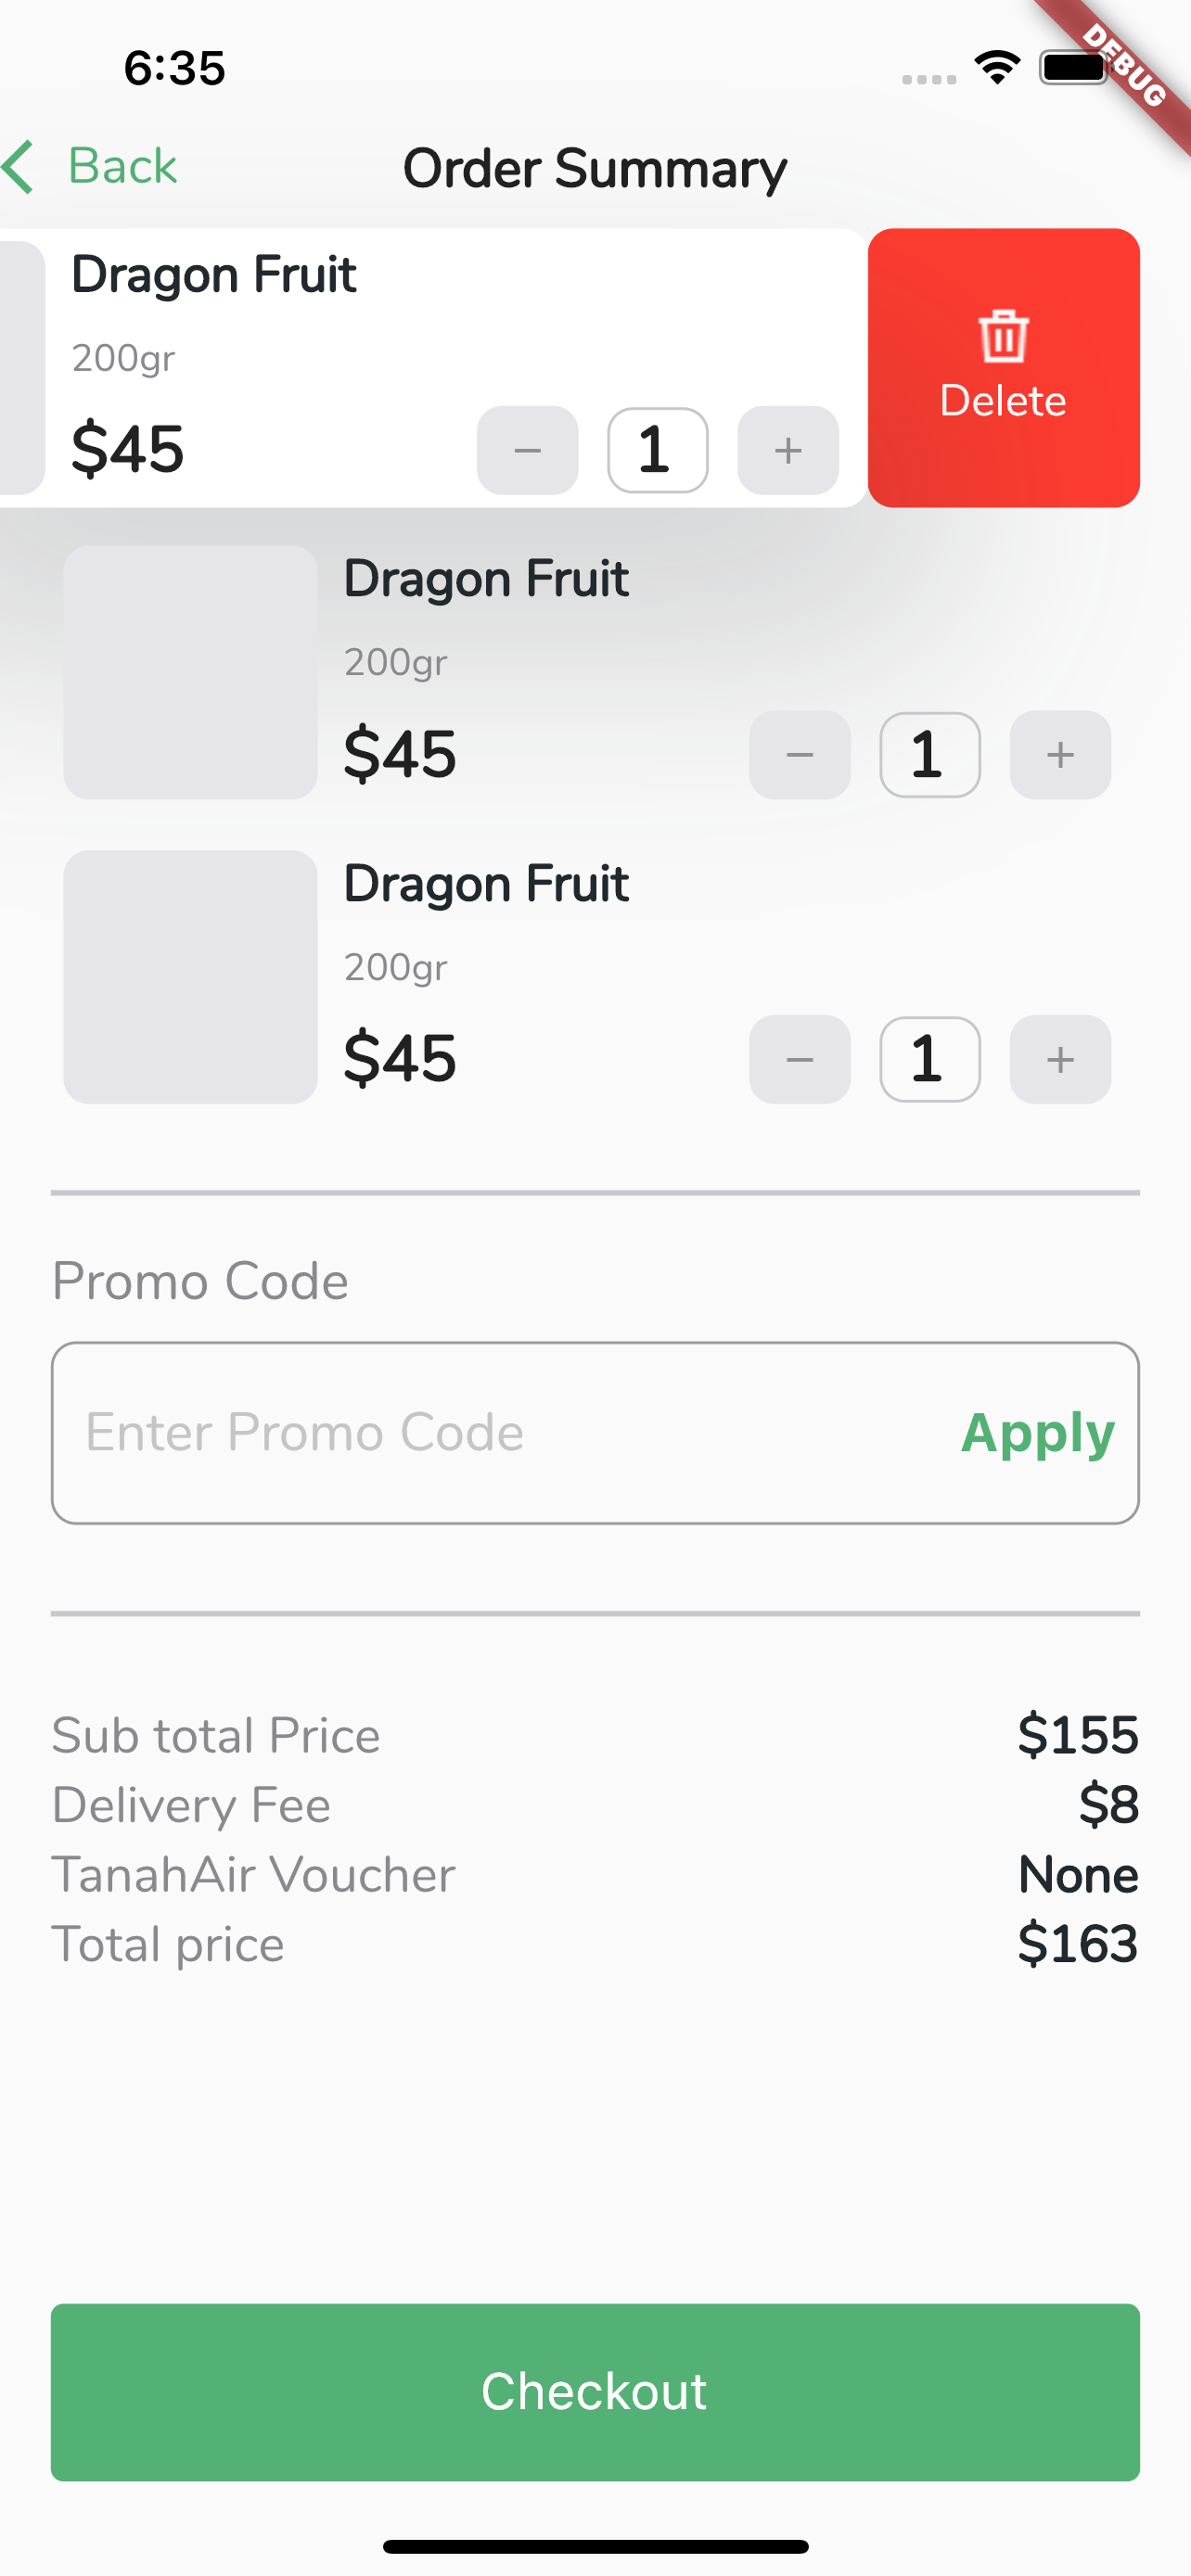 6:35
DEBUG
Back
Order Summary
Dragon Fruit
200gr
$45
− 1 +
Delete
Dragon Fruit
200gr
$45
− 1 +
Dragon Fruit
200gr
$45
− 1 +
Promo Code
Enter Promo Code
Apply
Sub total Price $155
Delivery Fee $8
TanahAir Voucher None
Total price $163
Checkout